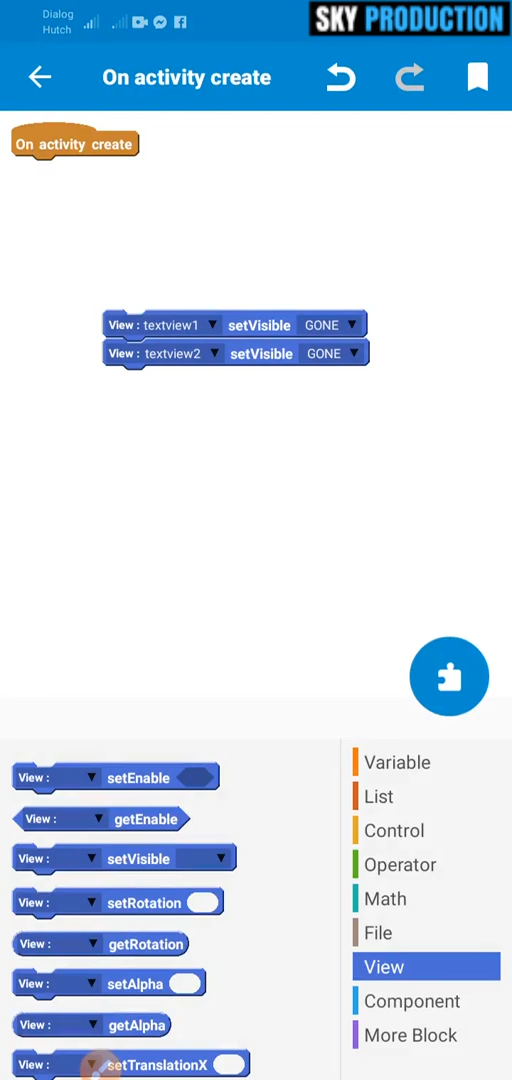 Dialog
Hutch
SKY PRODUCTION
On activity create
On activity create
View : textview1 setVisible GONE
View : textview2 setVisible GONE
View : setEnable
View : getEnable
View : setVisible
View : setRotation
View : getRotation
View : setAlpha
View : getAlpha
View : setTranslationX
Variable
List
Control
Operator
Math
File
View
Component
More Block